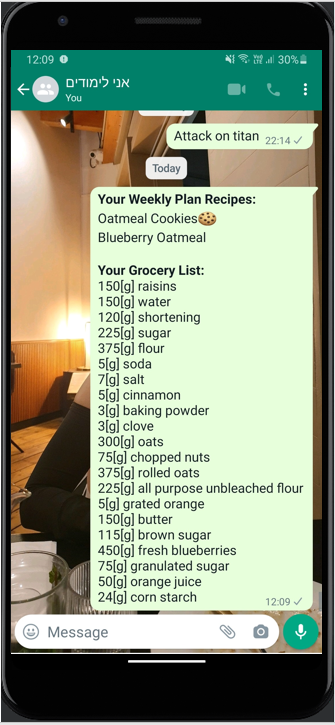 12:09
30%
אני לימודים
You
Attack on titan 22:14
Today
Your Weekly Plan Recipes:
Oatmeal Cookies🍪
Blueberry Oatmeal
Your Grocery List:
150[g] raisins
150[g] water
120[g] shortening
225[g] sugar
375[g] flour
5[g] soda
7[g] salt
5[g] cinnamon
3[g] baking powder
3[g] clove
300[g] oats
75[g] chopped nuts
375[g] rolled oats
225[g] all purpose unbleached flour
5[g] grated orange
150[g] butter
115[g] brown sugar
450[g] fresh blueberries
75[g] granulated sugar
50[g] orange juice
24[g] corn starch
12:09
Message